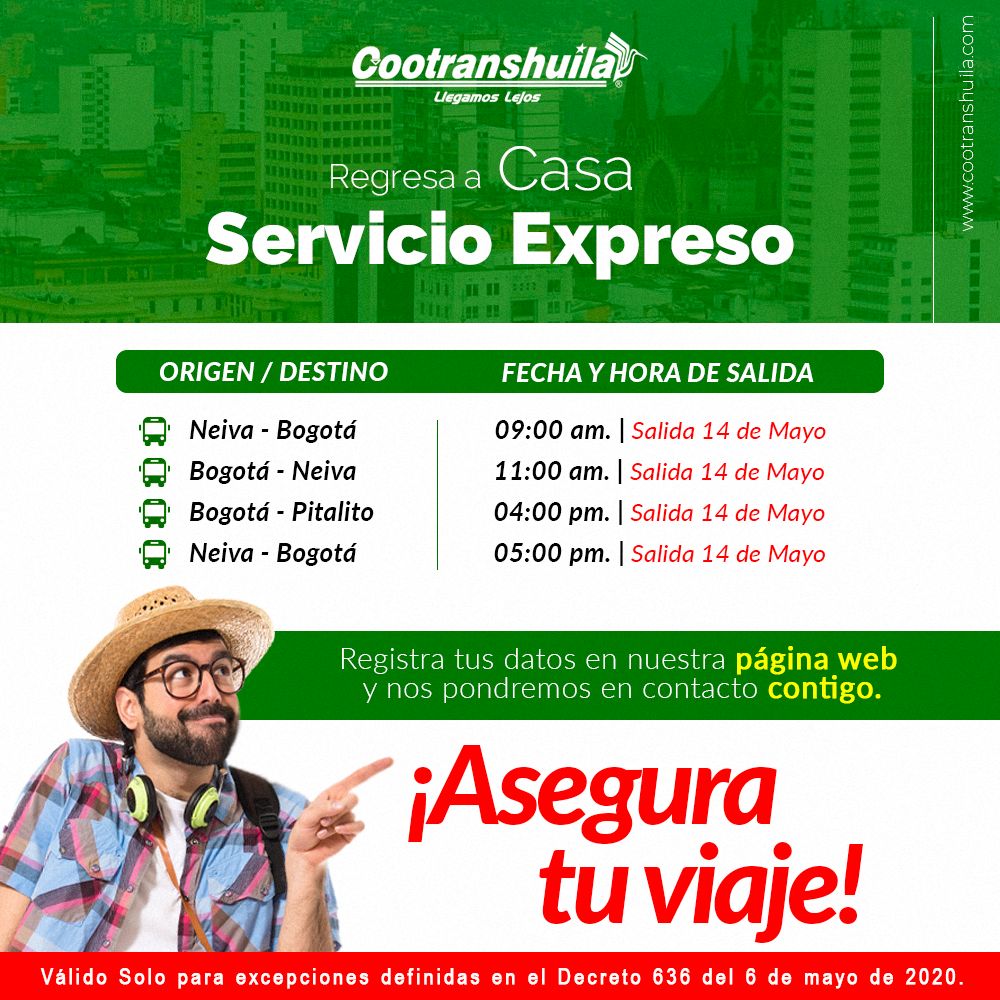 Cootranshuila®
Llegamos Lejos
www.cootranshuila.com
Regresa a Casa
Servicio Expreso
ORIGEN / DESTINO FECHA Y HORA DE SALIDA
Neiva - Bogotá 09:00 am. | Salida 14 de Mayo
Bogotá - Neiva 11:00 am. | Salida 14 de Mayo
Bogotá - Pitalito 04:00 pm. | Salida 14 de Mayo
Neiva - Bogotá 05:00 pm. | Salida 14 de Mayo
Registra tus datos en nuestra página web
y nos pondremos en contacto contigo.
¡Asegura
tu viaje!
Válido Solo para excepciones definidas en el Decreto 636 del 6 de mayo de 2020.